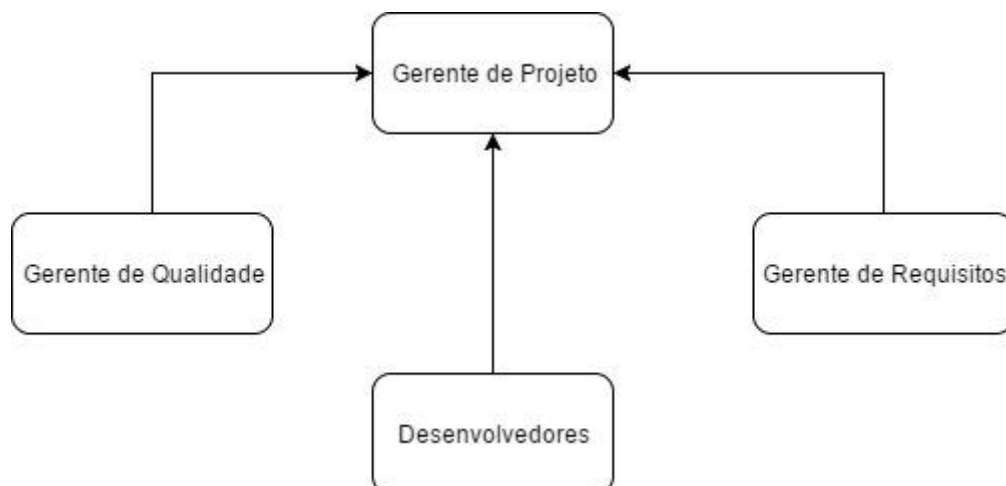 Gerente de Projeto
Gerente de Qualidade
Gerente de Requisitos
Desenvolvedores